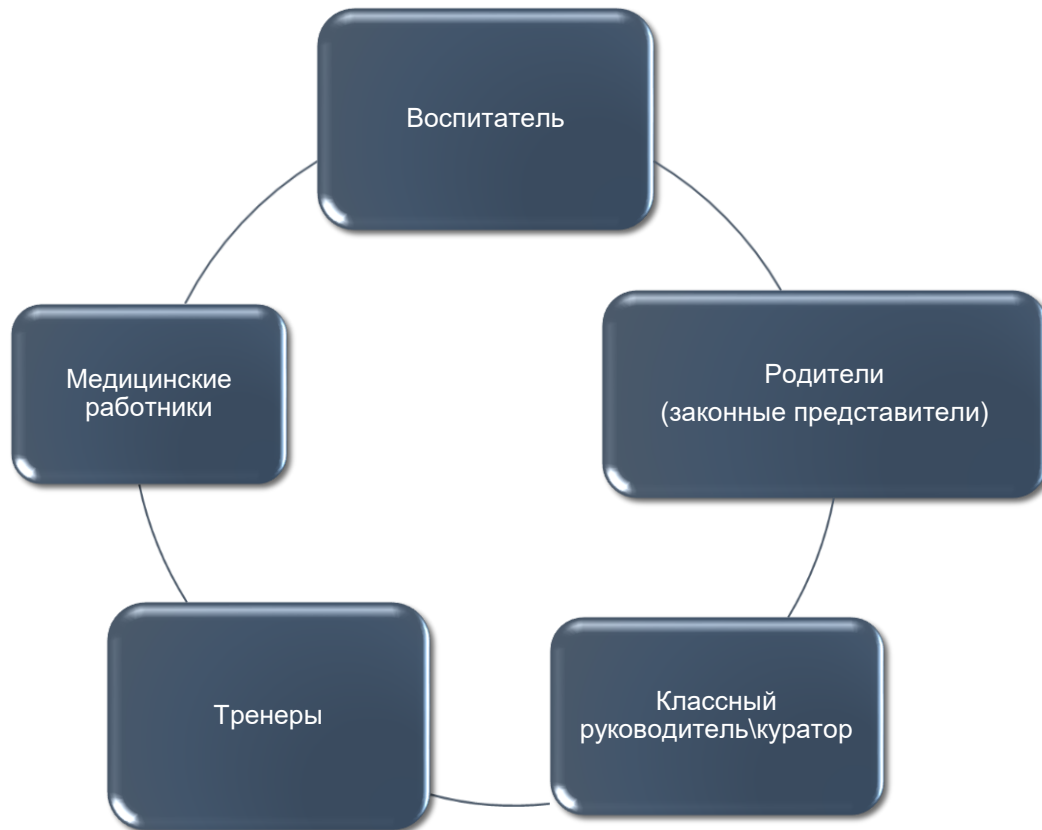 Воспитатель
Медицинские
работники
Родители
(законные представители)
Тренеры
Классный
руководитель\куратор